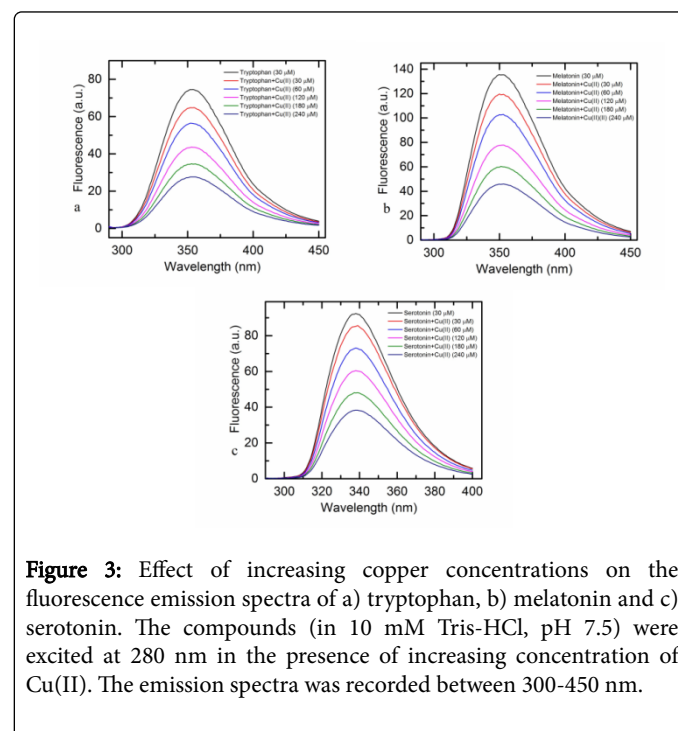 Fluorescence (a.u.)
80
60
40
20
0
a
Tryptophan (30 µM)
Tryptophan+Cu(II) (30 µM)
Tryptophan+Cu(II) (60 µM)
Tryptophan+Cu(II) (120 µM)
Tryptophan+Cu(II) (180 µM)
Tryptophan+Cu(II) (240 µM)
300 350 400 450
Wavelength (nm)
Fluorescence (a.u.)
140
120
100
80
60
40
20
0
b
Melatonin (30 µM)
Melatonin+Cu(II) (30 µM)
Melatonin+Cu(II) (60 µM)
Melatonin+Cu(II) (120 µM)
Melatonin+Cu(II) (180 µM)
Melatonin+Cu(II)(II) (240 µM)
300 350 400 450
Wavelength (nm)
Fluorescence (a.u.)
80
60
40
20
0
c
Serotonin (30 µM)
Serotonin+Cu(II) (30 µM)
Serotonin+Cu(II) (60 µM)
Serotonin+Cu(II) (120 µM)
Serotonin+Cu(II) (180 µM)
Serotonin+Cu(II) (240 µM)
300 320 340 360 380 400
Wavelength (nm)
Figure 3: Effect of increasing copper concentrations on the
fluorescence emission spectra of a) tryptophan, b) melatonin and c)
serotonin. The compounds (in 10 mM Tris-HCl, pH 7.5) were
excited at 280 nm in the presence of increasing concentration of
Cu(II). The emission spectra was recorded between 300-450 nm.